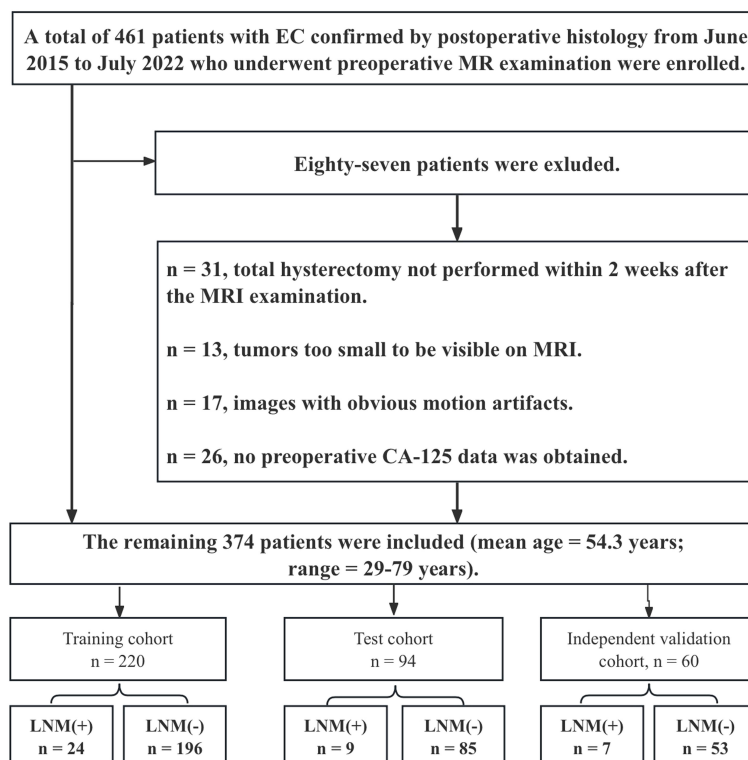 A total of 461 patients with EC confirmed by postoperative histology from June
2015 to July 2022 who underwent preoperative MR examination were enrolled.
Eighty-seven patients were exluded.
n = 31, total hysterectomy not performed within 2 weeks after
the MRI examination.
n = 13, tumors too small to be visible on MRI.
n = 17, images with obvious motion artifacts.
n = 26, no preoperative CA-125 data was obtained.
The remaining 374 patients were included (mean age = 54.3 years;
range = 29-79 years).
Training cohort
n = 220
Test cohort
n = 94
Independent validation
cohort, n = 60
LNM(+)
n = 24
LNM(-)
n = 196
LNM(+)
n = 9
LNM(-)
n = 85
LNM(+)
n = 7
LNM(-)
n = 53